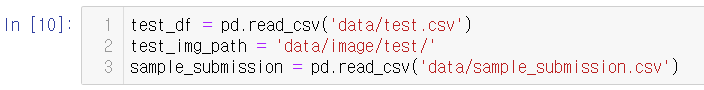 In [10]:
1 test_df = pd.read_csv('data/test.csv')
2 test_img_path = 'data/image/test/'
3 sample_submission = pd.read_csv('data/sample_submission.csv')